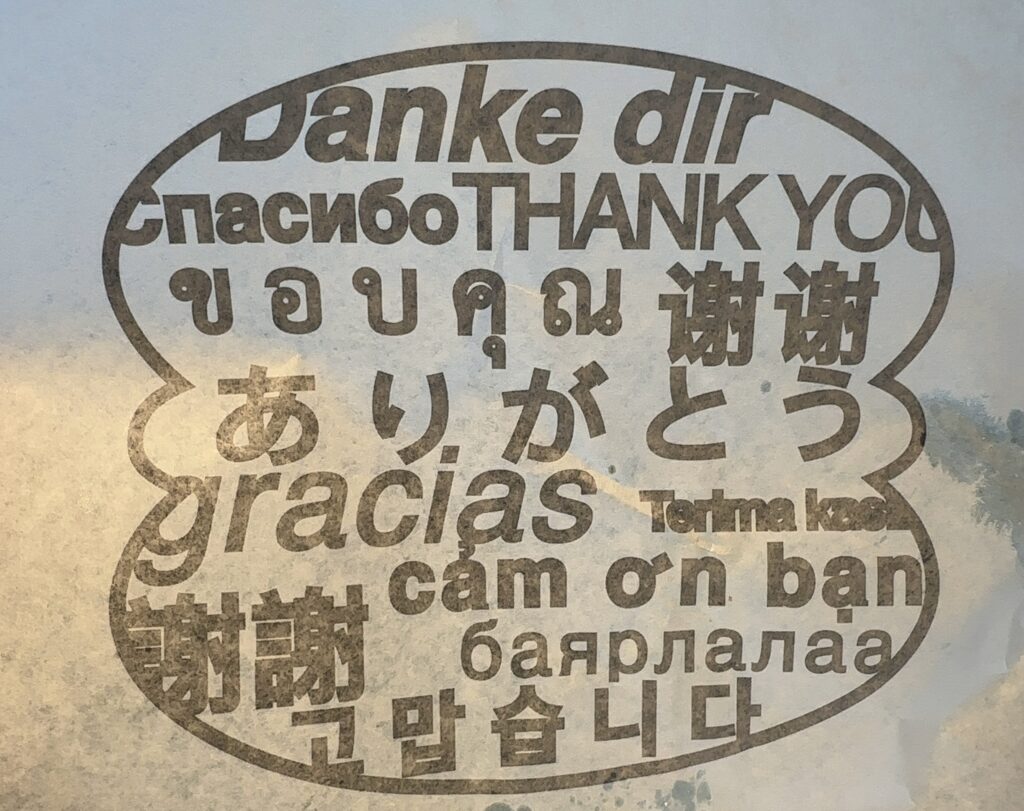 Danke dir
спасибо THANK YOU
ขอบคุณ 谢谢
ありがとう
gracias Terima kasih
cảm ơn bạn
謝謝
баярлалаа
고맙습니다